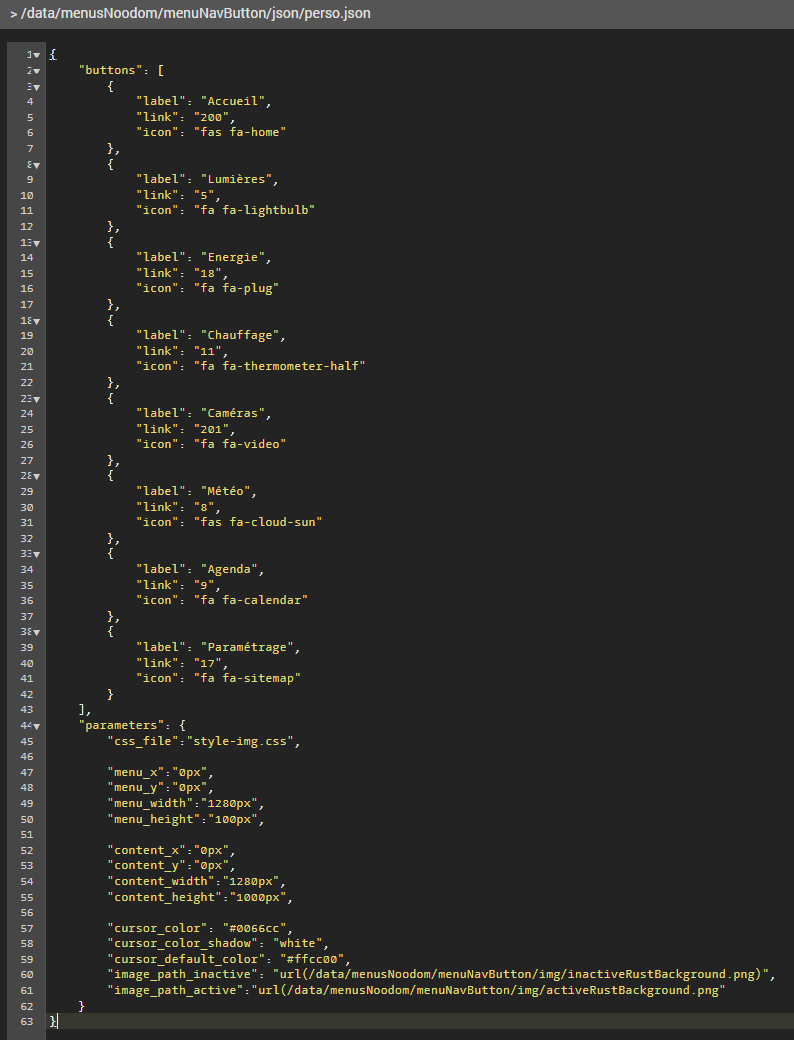 > /data/menusNoodom/menuNavButton/json/perso.json
1 {
2 "buttons": [
3 {
4 "label": "Accueil",
5 "link": "200",
6 "icon": "fas fa-home"
7 },
8 {
9 "label": "Lumières",
10 "link": "5",
11 "icon": "fa fa-lightbulb"
12 },
13 {
14 "label": "Energie",
15 "link": "18",
16 "icon": "fa fa-plug"
17 },
18 {
19 "label": "Chauffage",
20 "link": "11",
21 "icon": "fa fa-thermometer-half"
22 },
23 {
24 "label": "Caméras",
25 "link": "201",
26 "icon": "fa fa-video"
27 },
28 {
29 "label": "Météo",
30 "link": "8",
31 "icon": "fas fa-cloud-sun"
32 },
33 {
34 "label": "Agenda",
35 "link": "9",
36 "icon": "fa fa-calendar"
37 },
38 {
39 "label": "Paramétrage",
40 "link": "17",
41 "icon": "fa fa-sitemap"
42 }
43 ],
44 "parameters": {
45 "css_file":"style-img.css",
46
47 "menu_x":"0px",
48 "menu_y":"0px",
49 "menu_width":"1280px",
50 "menu_height":"100px",
51
52 "content_x":"0px",
53 "content_y":"0px",
54 "content_width":"1280px",
55 "content_height":"1000px",
56
57 "cursor_color": "#0066cc",
58 "cursor_color_shadow": "white",
59 "cursor_default_color": "#ffcc00",
60 "image_path_inactive": "url(/data/menusNoodom/menuNavButton/img/inactiveRustBackground.png)",
61 "image_path_active":"url(/data/menusNoodom/menuNavButton/img/activeRustBackground.png"
62 }
63 }